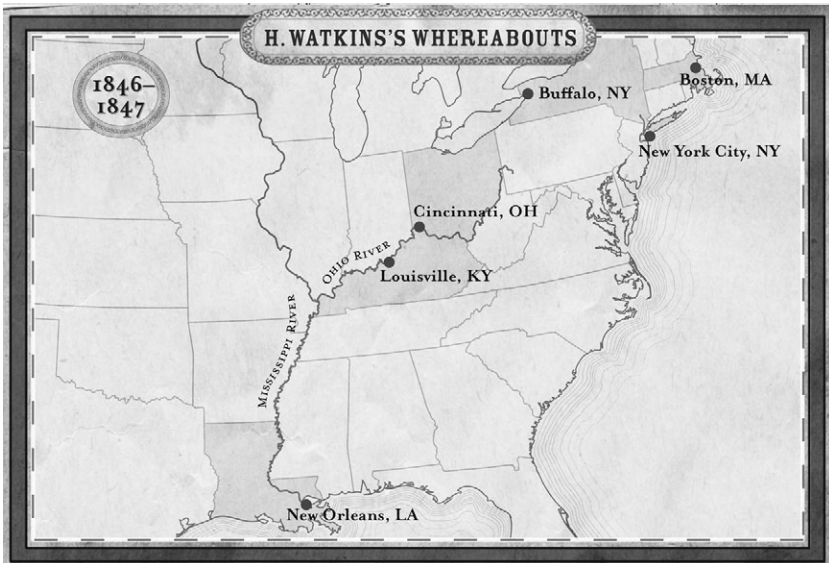 H. WATKINS'S WHEREABOUTS
1846–
1847
Boston, MA
Buffalo, NY
New York City, NY
Cincinnati, OH
OHIO RIVER
Louisville, KY
MISSISSIPPI RIVER
New Orleans, LA